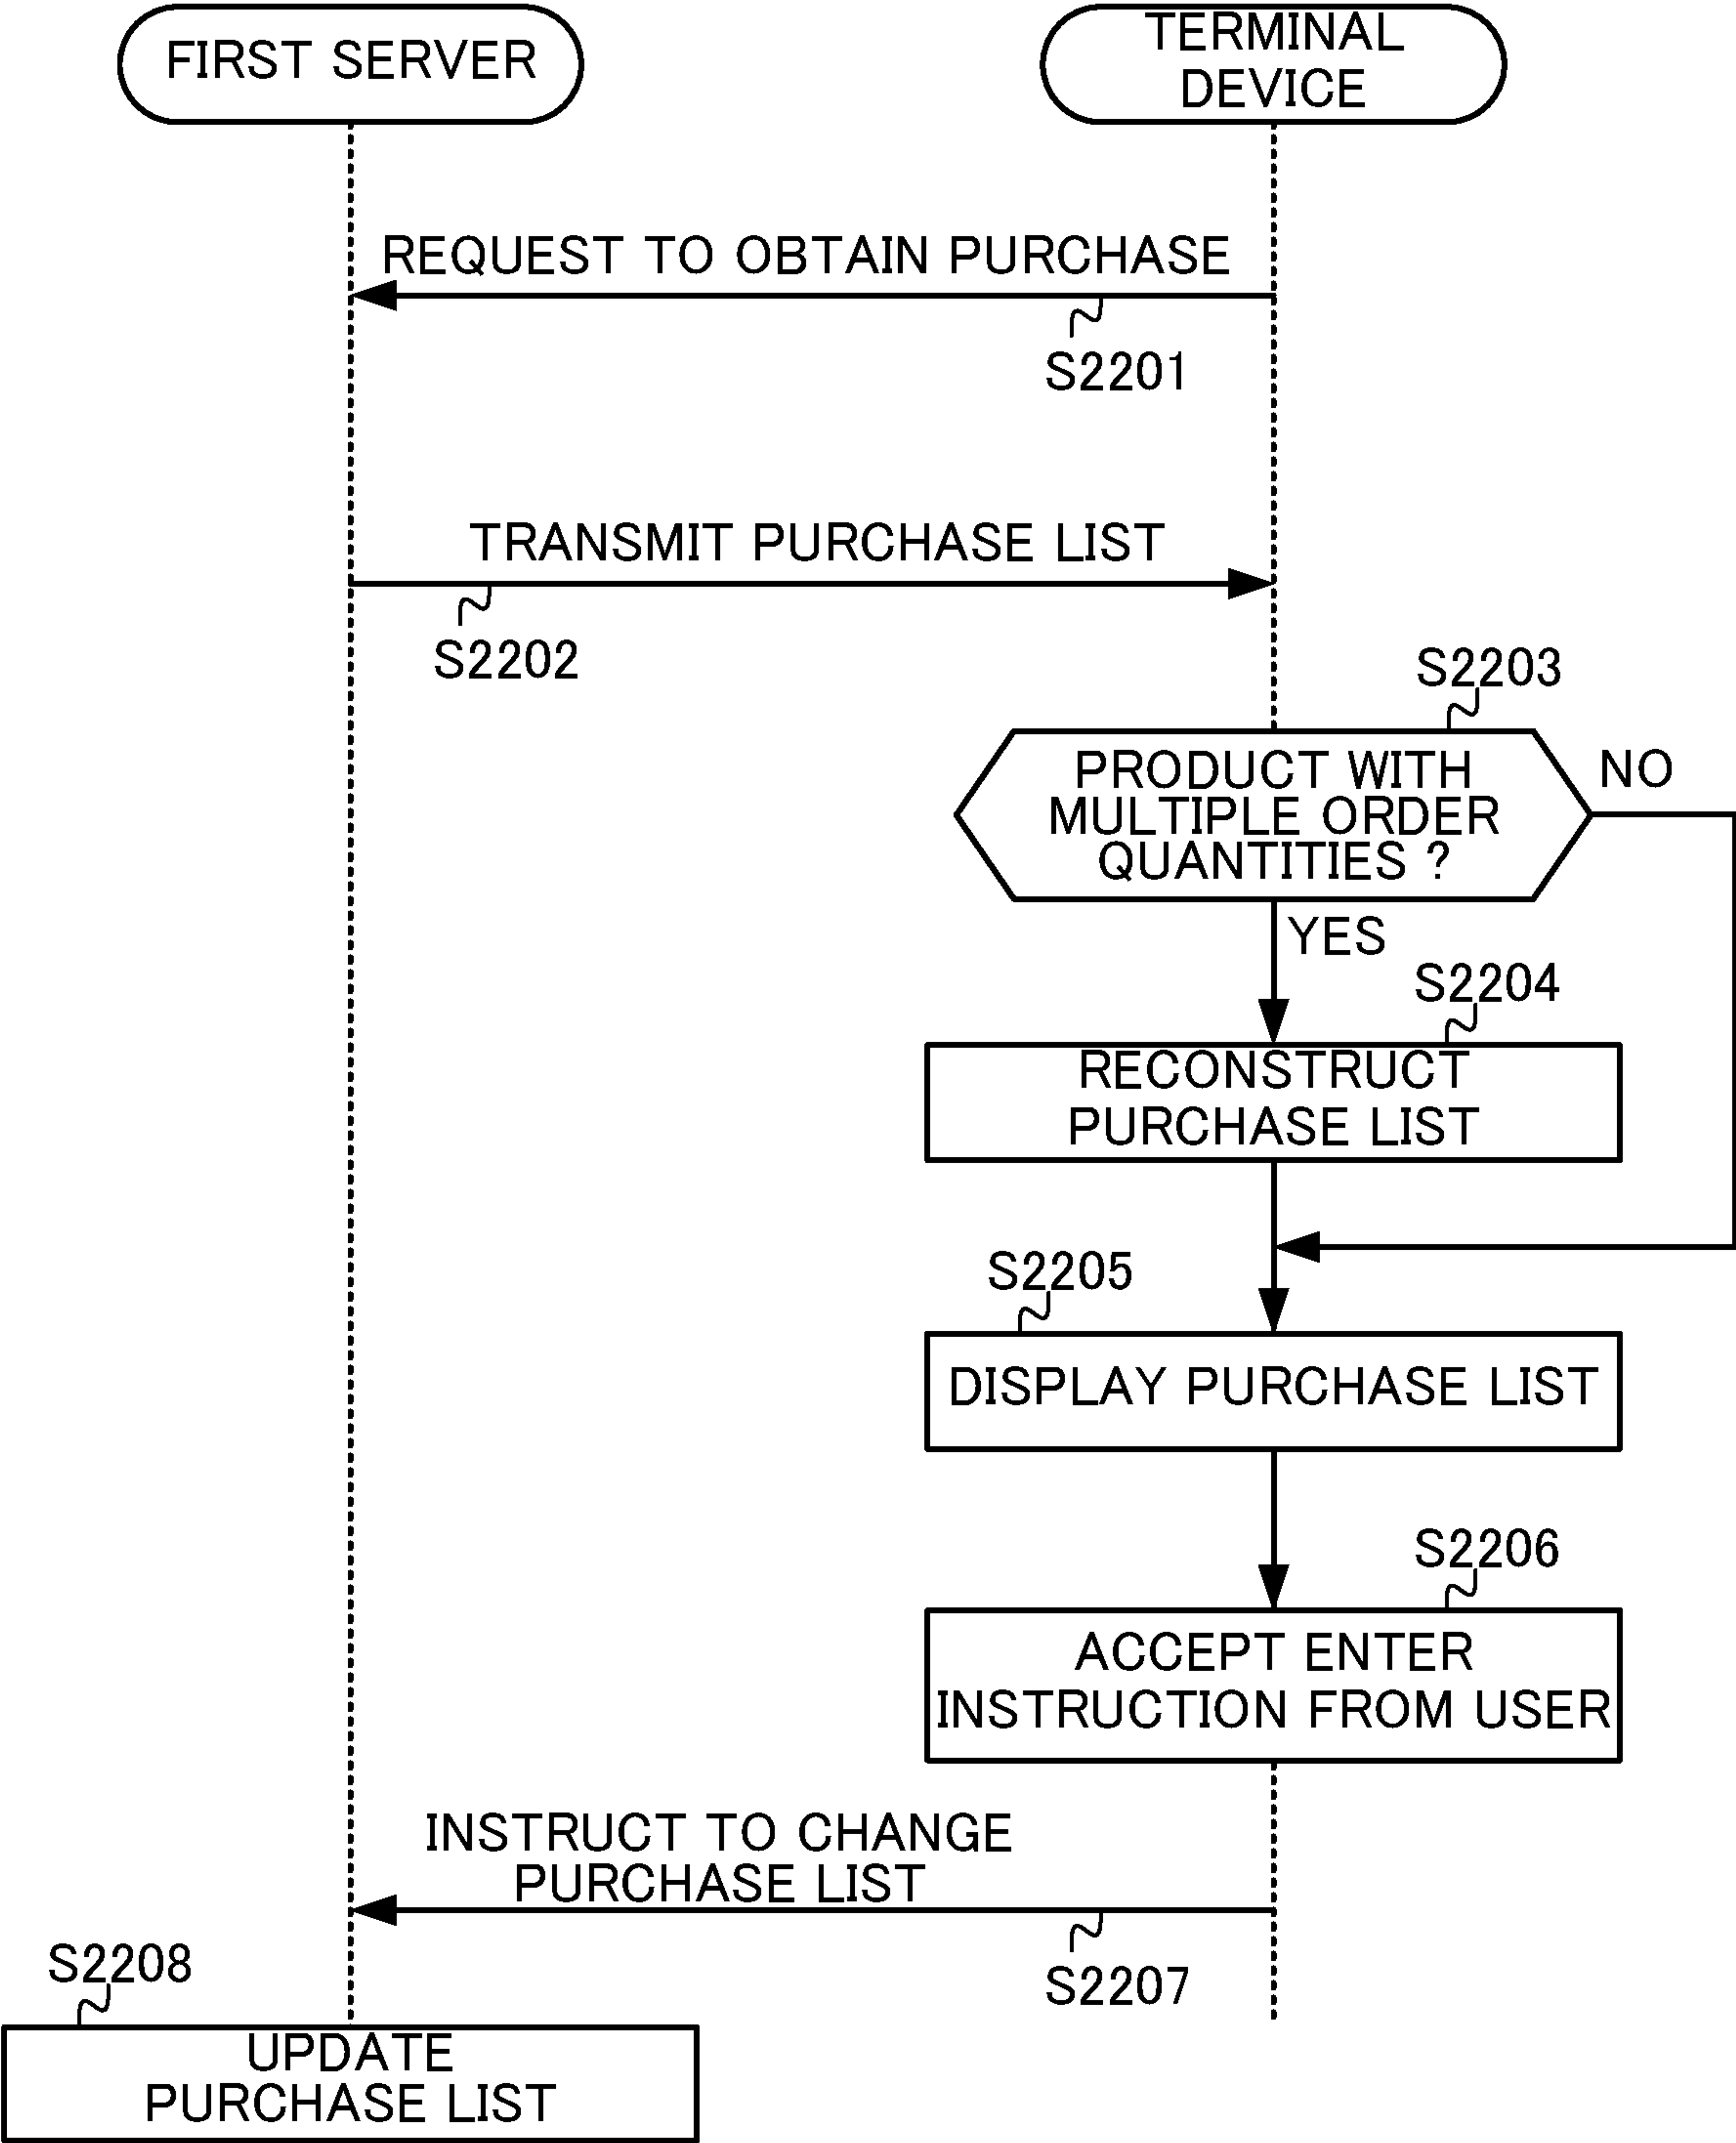 FIRST SERVER
TERMINAL
DEVICE
REQUEST TO OBTAIN PURCHASE
S2201
TRANSMIT PURCHASE LIST
S2202
S2203
PRODUCT WITH
MULTIPLE ORDER
QUANTITIES ?
NO
YES
S2204
RECONSTRUCT
PURCHASE LIST
S2205
DISPLAY PURCHASE LIST
S2206
ACCEPT ENTER
INSTRUCTION FROM USER
INSTRUCT TO CHANGE
PURCHASE LIST
S2207
S2208
UPDATE
PURCHASE LIST